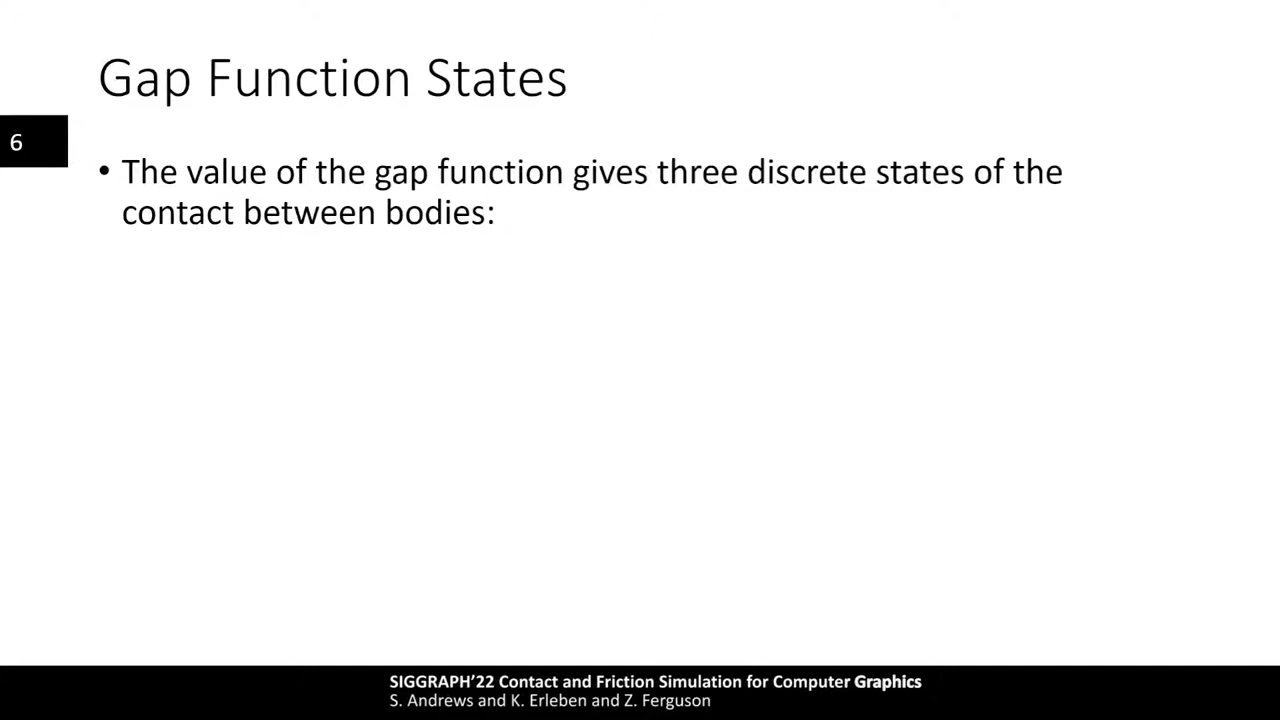 Gap Function States
6
• The value of the gap function gives three discrete states of the
contact between bodies:
SIGGRAPH’22 Contact and Friction Simulation for Computer Graphics
S. Andrews and K. Erleben and Z. Ferguson